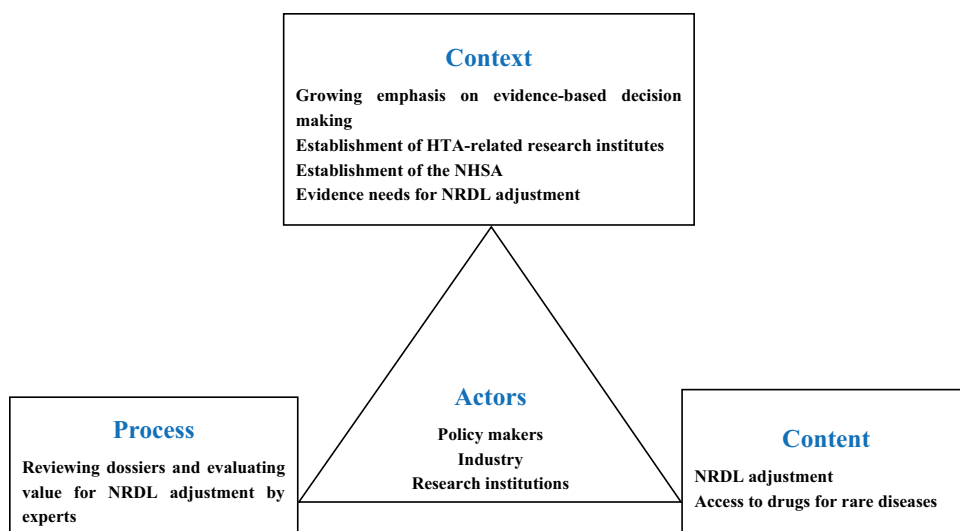 Context
Growing emphasis on evidence-based decision
making
Establishment of HTA-related research institutes
Establishment of the NHSA
Evidence needs for NRDL adjustment
Actors
Policy makers
Industry
Research institutions
Process
Reviewing dossiers and evaluating
value for NRDL adjustment by
experts
Content
NRDL adjustment
Access to drugs for rare diseases